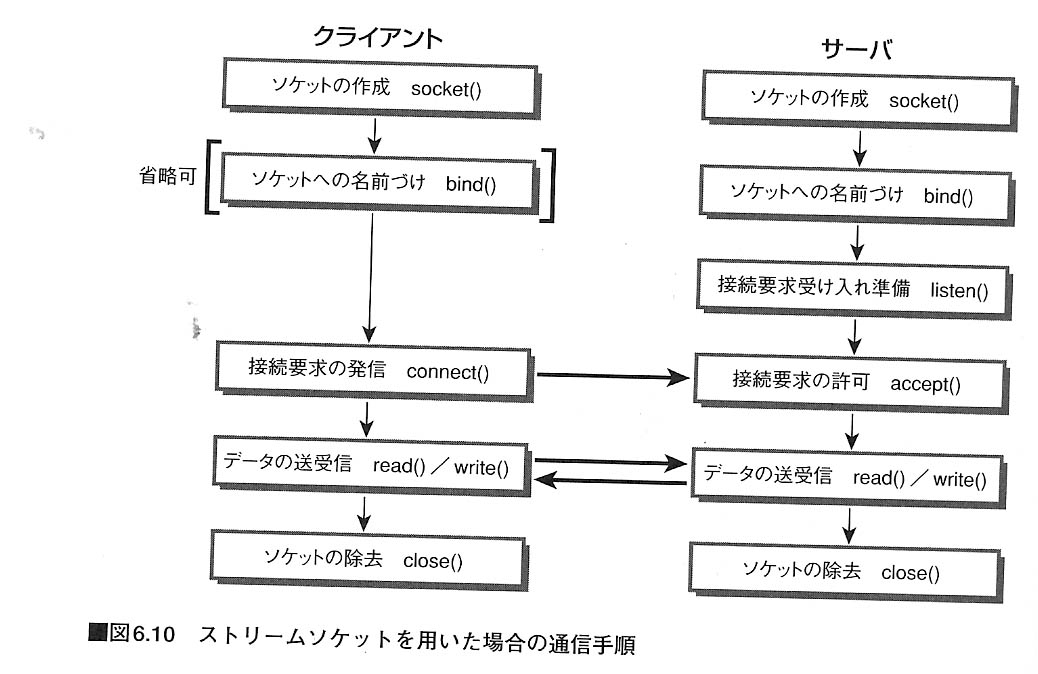 クライアント
ソケットの作成 socket()
省略可
ソケットへの名前づけ bind()
接続要求の発信 connect()
データの送受信 read()／write()
ソケットの除去 close()
サーバ
ソケットの作成 socket()
ソケットへの名前づけ bind()
接続要求受け入れ準備 listen()
接続要求の許可 accept()
データの送受信 read()／write()
ソケットの除去 close()
■図6.10 ストリームソケットを用いた場合の通信手順